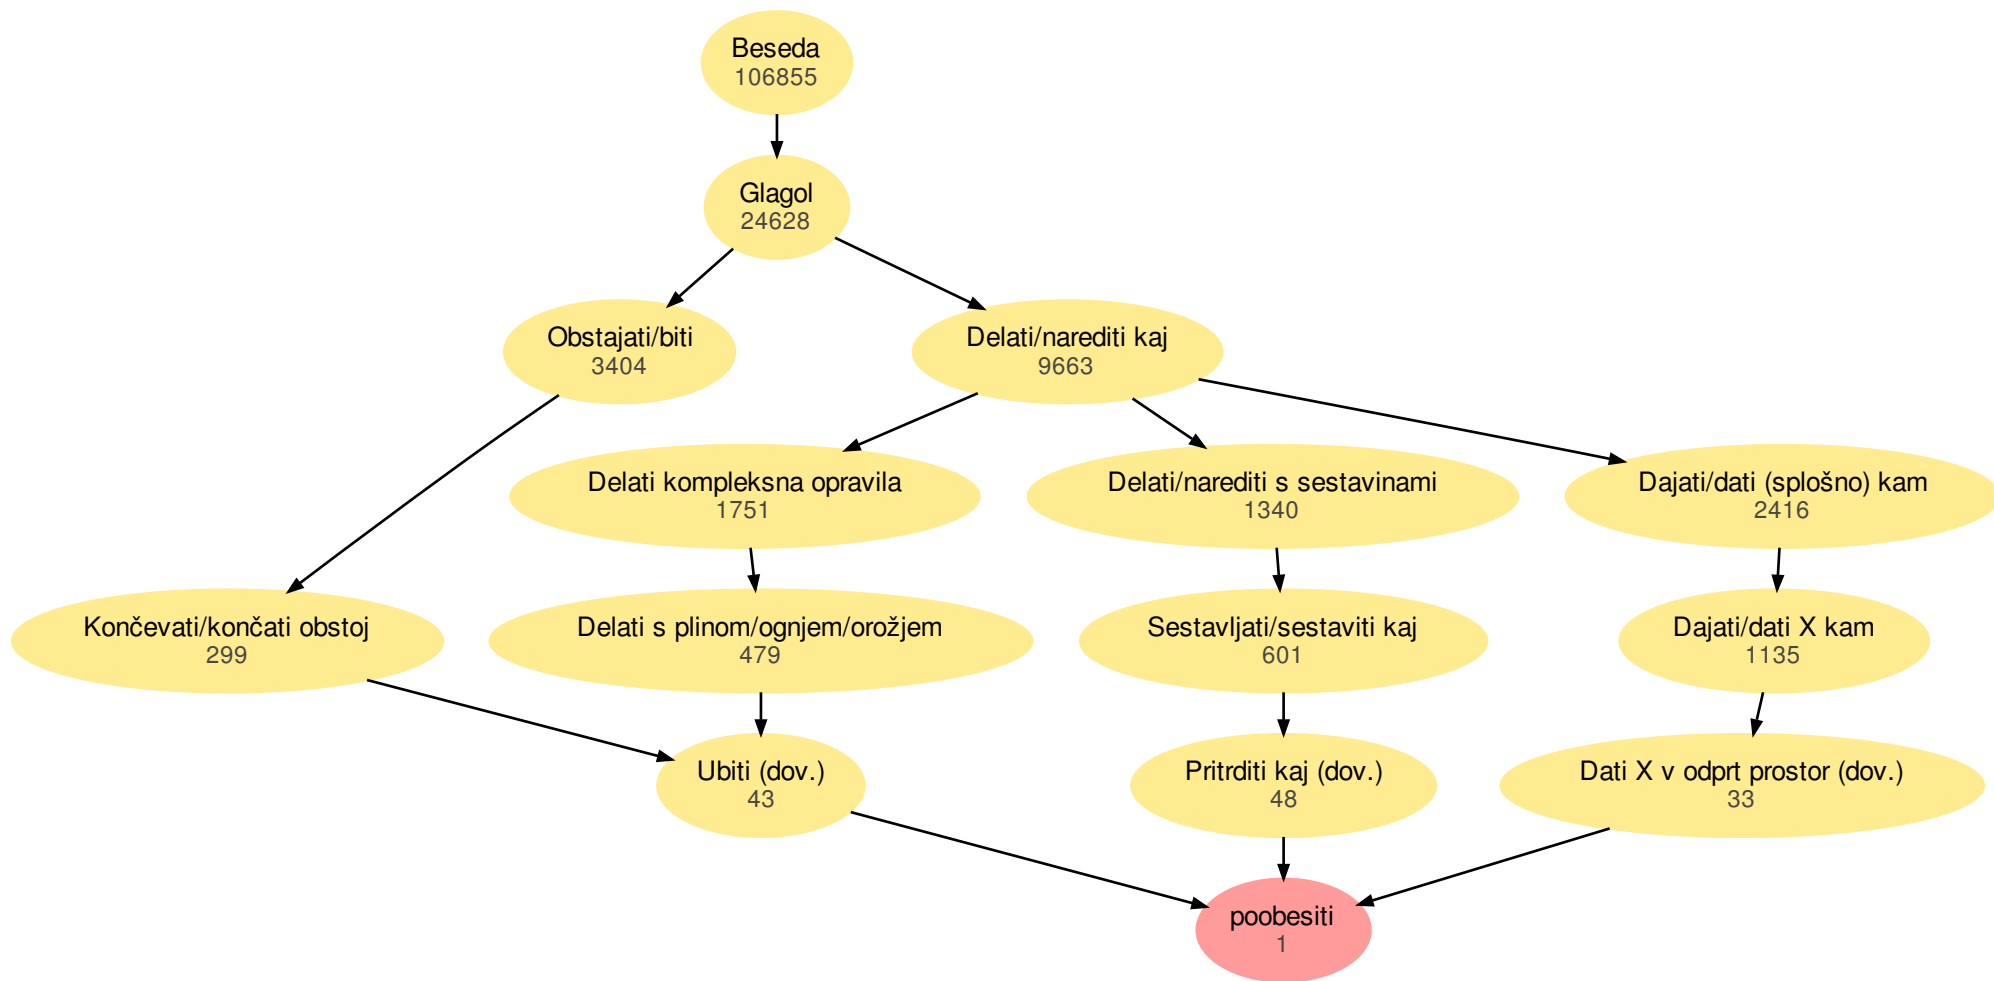 Beseda
106855
Glagol
24628
Obstajati/biti
3404
Delati/narediti kaj
9663
Delati kompleksna opravila
1751
Delati/narediti s sestavinami
1340
Dajati/dati (splošno) kam
2416
Končevati/končati obstoj
299
Delati s plinom/ognjem/orožjem
479
Sestavljati/sestaviti kaj
601
Dajati/dati X kam
1135
Ubiti (dov.)
43
Pritrditi kaj (dov.)
48
Dati X v odprt prostor (dov.)
33
poobesiti
1